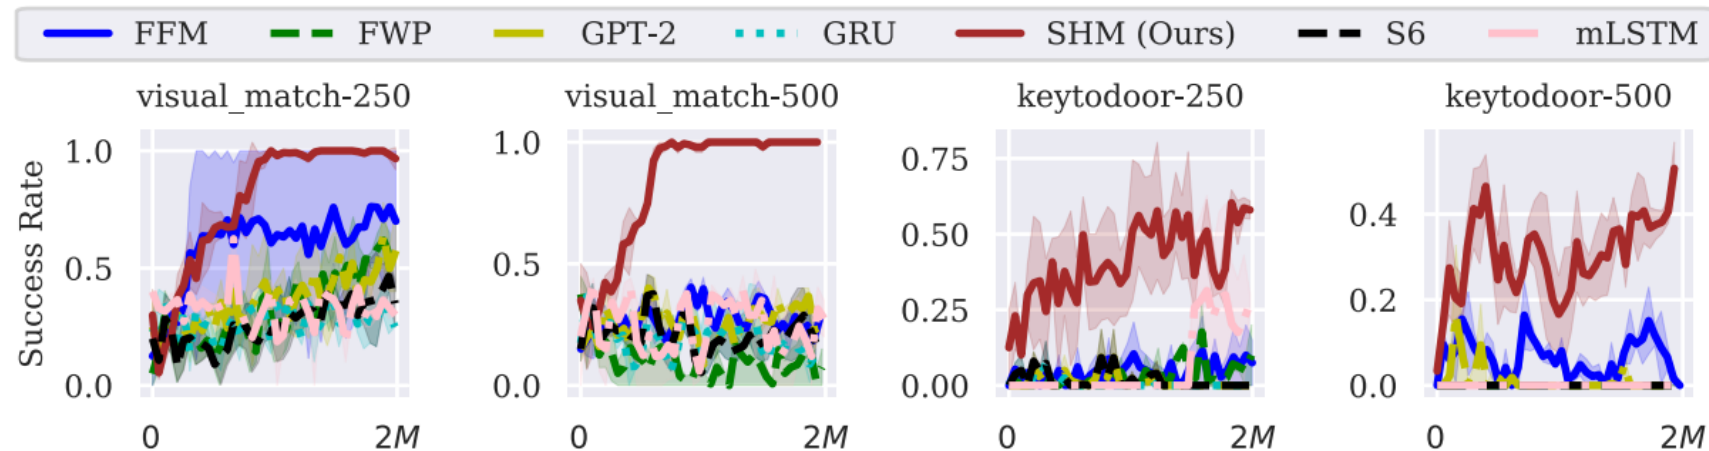 FFM FWP GPT-2 GRU SHM (Ours) S6 mLSTM
visual_match-250 visual_match-500 keytodoor-250 keytodoor-500
Success Rate
1.0
0.5
0.0
0 2M
1.0
0.5
0.0
0 2M
0.75
0.50
0.25
0.00
0 2M
0.4
0.2
0.0
0 2M